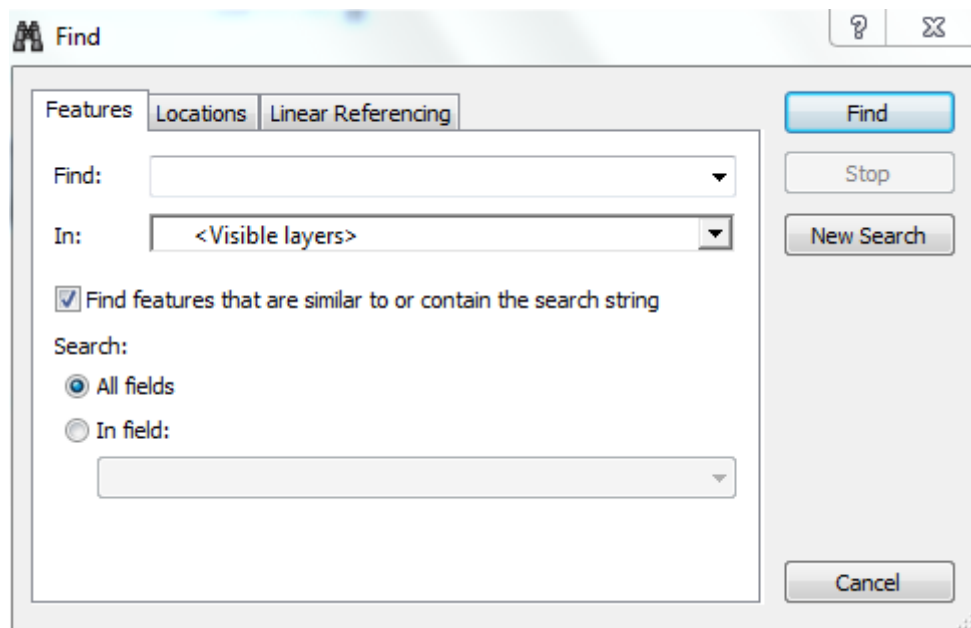 Find
Features Locations Linear Referencing
Find
Find:
Stop
In: <Visible layers>
New Search
Find features that are similar to or contain the search string
Search:
All fields
In field:
Cancel